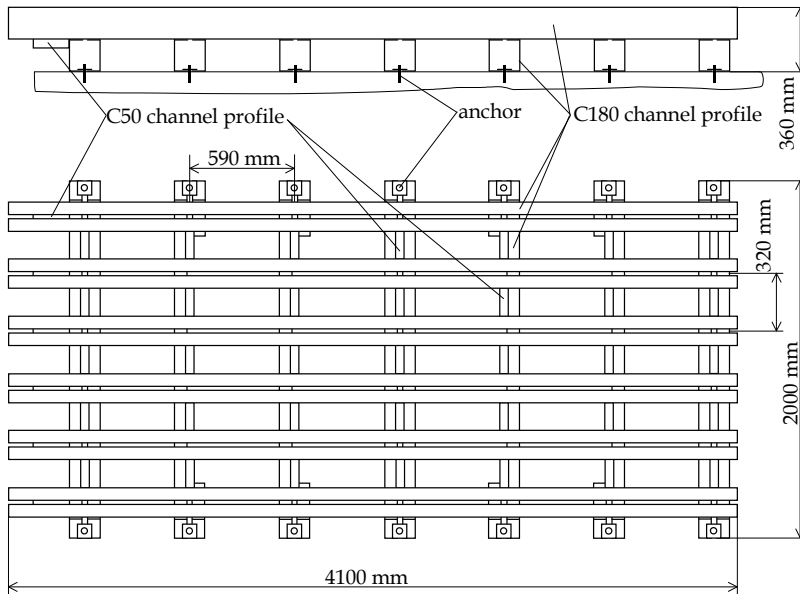 360 mm
C50 channel profile
anchor
C180 channel profile
590 mm
320 mm
2000 mm
4100 mm